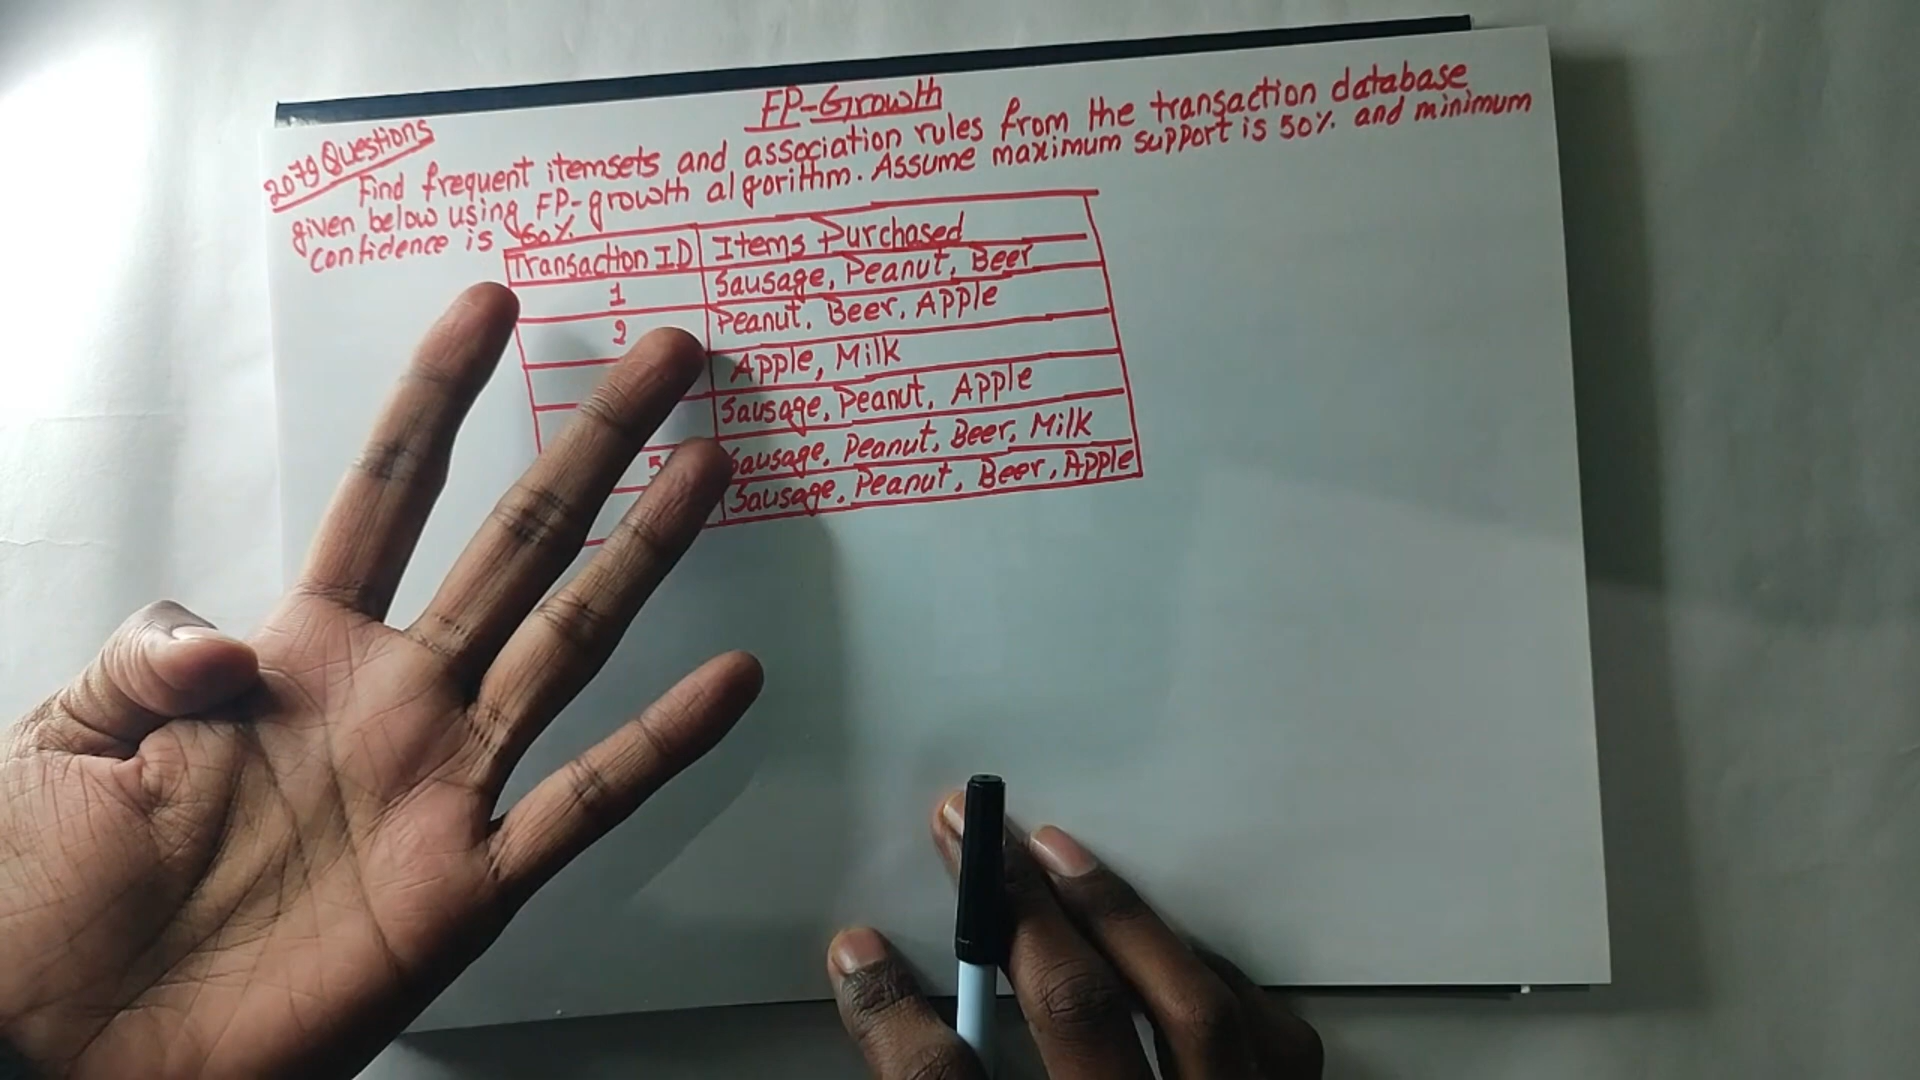 FP-Growth
2079 Questions
Find frequent itemsets and association rules from the transaction database
given below using FP-growth algorithm. Assume maximum support is 50% and minimum
confidence is 60%
Transaction ID Items Purchased
1 Sausage, Peanut, Beer
2 Peanut, Beer, Apple
Apple, Milk
Sausage, Peanut, Apple
5 Sausage, Peanut, Beer, Milk
Sausage, Peanut, Beer, Apple